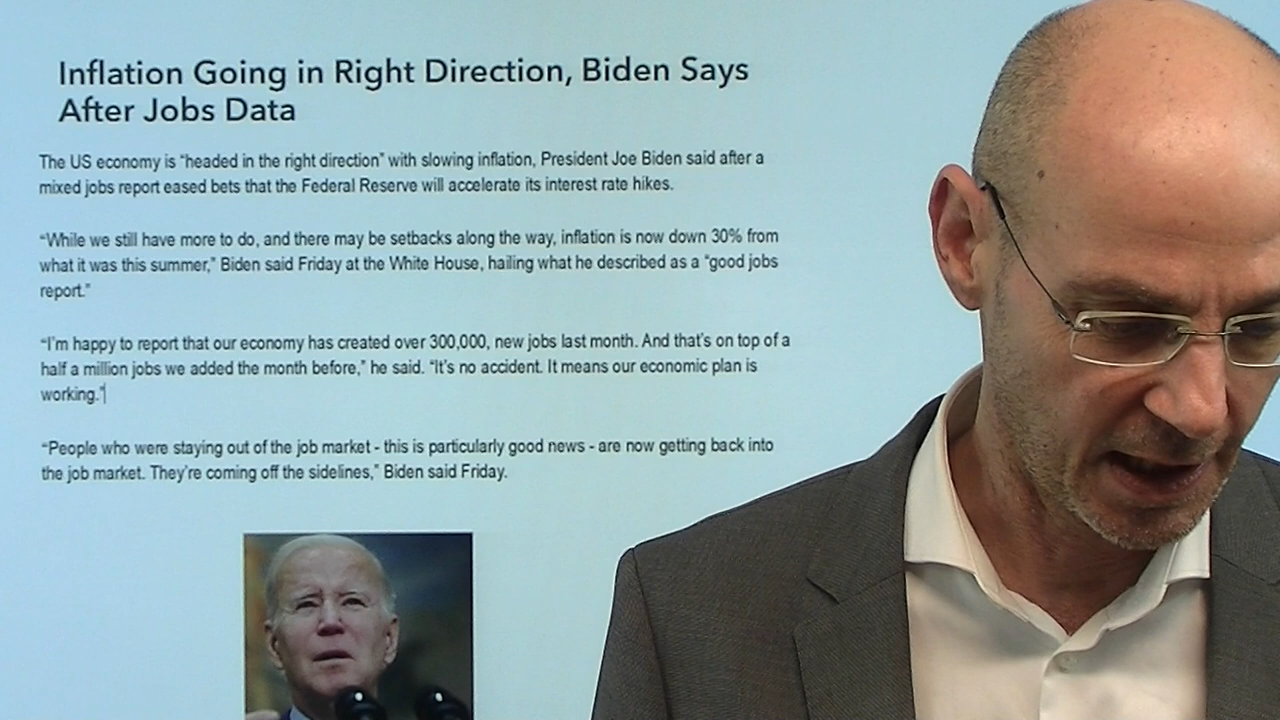 Inflation Going in Right Direction, Biden Says
After Jobs Data
The US economy is “headed in the right direction” with slowing inflation, President Joe Biden said after a
mixed jobs report eased bets that the Federal Reserve will accelerate its interest rate hikes.
“While we still have more to do, and there may be setbacks along the way, inflation is now down 30% from
what it was this summer,” Biden said Friday at the White House, hailing what he described as a “good jobs
report.”
“I’m happy to report that our economy has created over 300,000, new jobs last month. And that’s on top of a
half a million jobs we added the month before,” he said. “It’s no accident. It means our economic plan is
working.”
“People who were staying out of the job market - this is particularly good news - are now getting back into
the job market. They’re coming off the sidelines,” Biden said Friday.